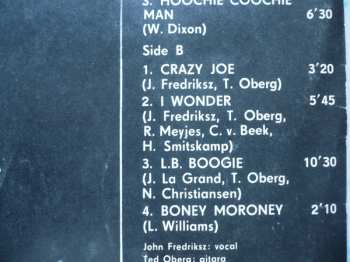 3. HOOCHIE COOCHIE
MAN 6'30
(W. Dixon)
Side B
1. CRAZY JOE 3'20
(J. Fredriksz, T. Oberg)
2. I WONDER 5'45
(J. Fredriksz, T. Oberg,
R. Meyjes, C. v. Beek,
H. Smitskamp)
3. L.B. BOOGIE 10'30
(J. La Grand, T. Oberg,
N. Christiansen)
4. BONEY MORONEY 2'10
(L. Williams)
John Fredriksz: vocal
Ted Oberg: gitara